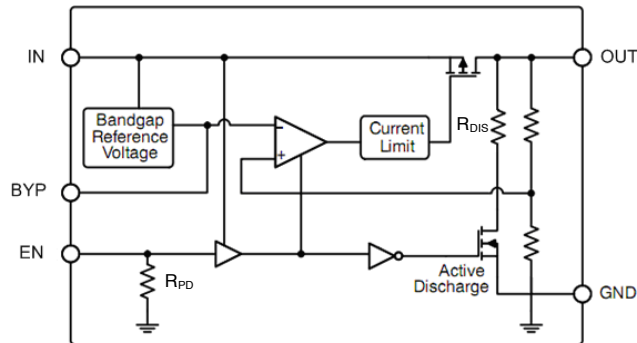 IN
OUT
Bandgap
Reference
Voltage
-
+
Current
Limit
RDIS
BYP
EN
RPD
Active
Discharge
GND